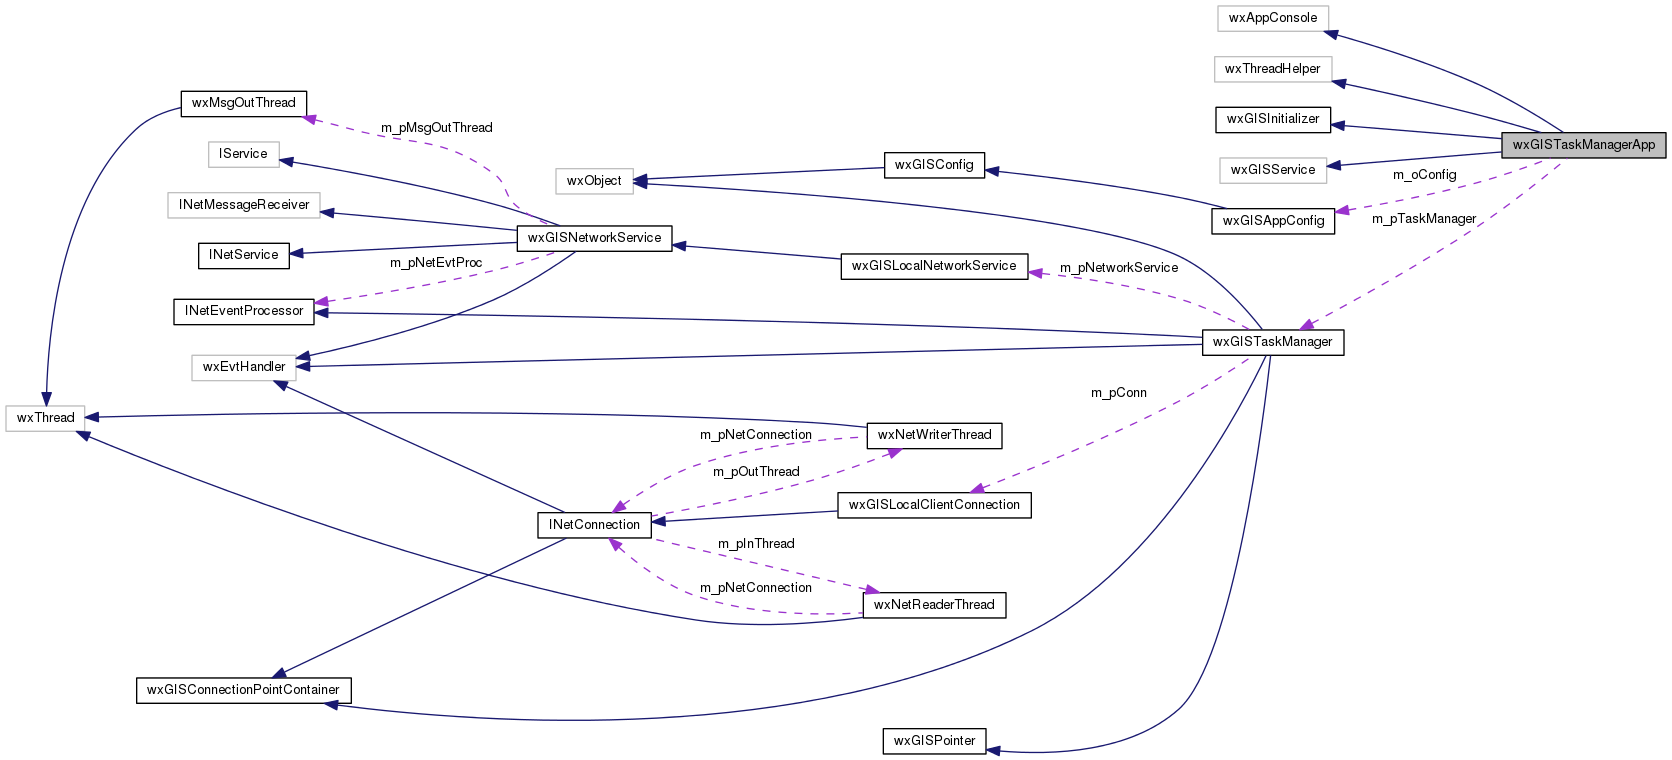 wxAppConsole
wxThreadHelper
wxMsgOutThread
wxGISInitializer
m_pMsgOutThread
wxGISTaskManagerApp
IService
wxGISConfig
wxGISService
m_oConfig
wxObject
INetMessageReceiver
m_pTaskManager
wxGISAppConfig
wxGISNetworkService
INetService
m_pNetEvtProc
wxGISLocalNetworkService
m_pNetworkService
INetEventProcessor
wxGISTaskManager
wxEvtHandler
m_pConn
wxThread
m_pNetConnection
wxNetWriterThread
m_pOutThread
wxGISLocalClientConnection
INetConnection
m_pInThread
m_pNetConnection
wxNetReaderThread
wxGISConnectionPointContainer
wxGISPointer